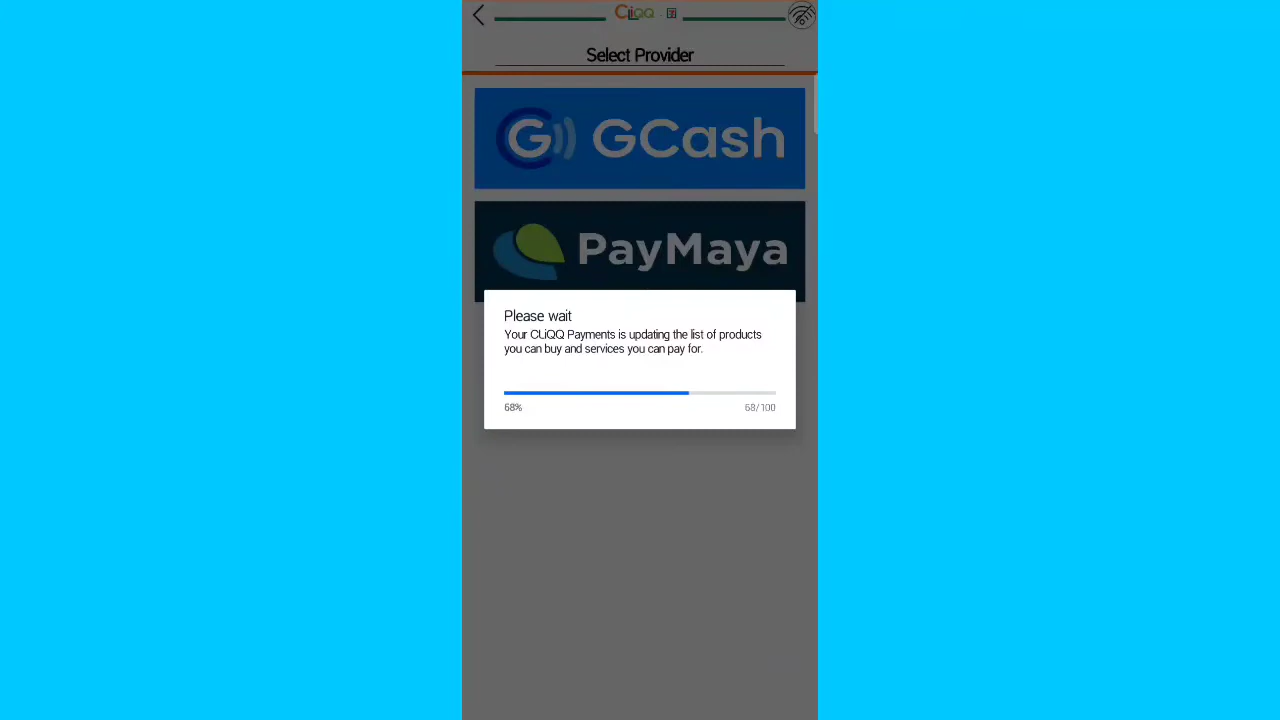 CLiQQ
Select Provider
GCash
PayMaya
Please wait
Your CLiQQ Payments is updating the list of products
you can buy and services you can pay for.
68%
68/100